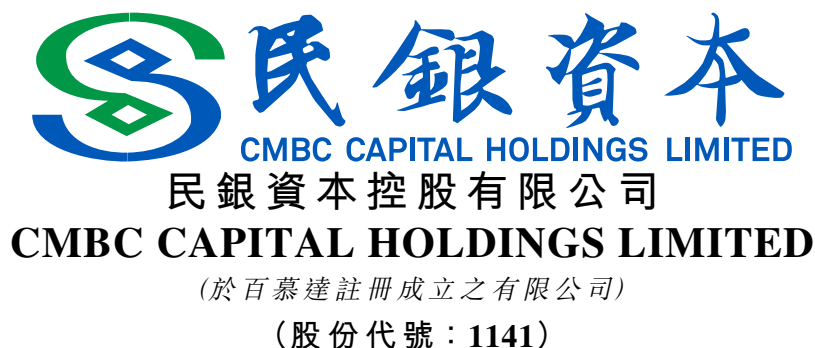 民銀資本
CMBC CAPITAL HOLDINGS LIMITED
民銀資本控股有限公司
CMBC CAPITAL HOLDINGS LIMITED
(於百慕達註冊成立之有限公司)
（股份代號：1141）